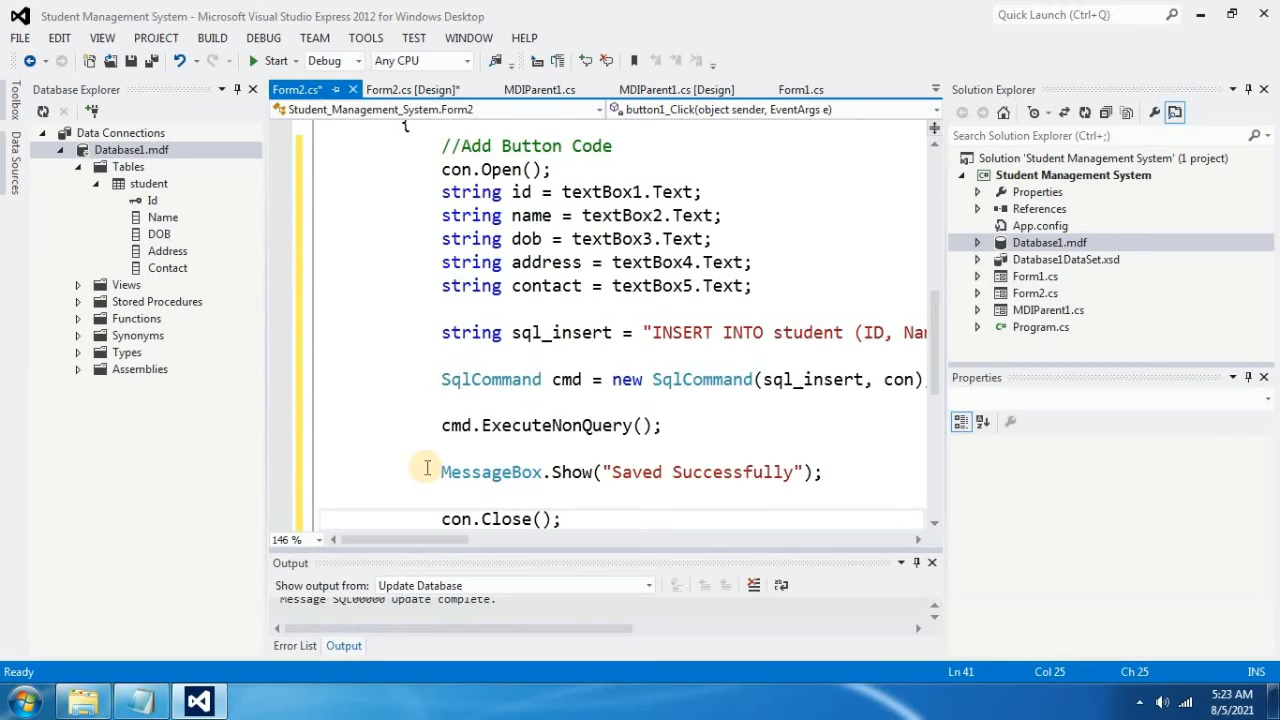 Student Management System - Microsoft Visual Studio Express 2012 for Windows Desktop
Quick Launch (Ctrl+Q)
FILE EDIT VIEW PROJECT BUILD DEBUG TEAM TOOLS TEST WINDOW HELP
Start Debug Any CPU
Toolbox
Data Sources
Database Explorer
Data Connections
Database1.mdf
Tables
student
Id
Name
DOB
Address
Contact
Views
Stored Procedures
Functions
Synonyms
Types
Assemblies
Form2.cs* Form2.cs [Design]* MDIParent1.cs MDIParent1.cs [Design] Form1.cs
Student_Management_System.Form2 button1_Click(object sender, EventArgs e)
{
//Add Button Code
con.Open();
string id = textBox1.Text;
string name = textBox2.Text;
string dob = textBox3.Text;
string address = textBox4.Text;
string contact = textBox5.Text;
string sql_insert = "INSERT INTO student (ID, Nam
SqlCommand cmd = new SqlCommand(sql_insert, con);
cmd.ExecuteNonQuery();
MessageBox.Show("Saved Successfully");
con.Close();
146 %
Output
Show output from: Update Database
Message SQL00000 Update complete.
Error List Output
Solution Explorer
Search Solution Explorer (Ctrl+;)
Solution 'Student Management System' (1 project)
Student Management System
Properties
References
App.config
Database1.mdf
Database1DataSet.xsd
Form1.cs
Form2.cs
MDIParent1.cs
Program.cs
Properties
Ready Ln 41 Col 25 Ch 25 INS
5:23 AM
8/5/2021